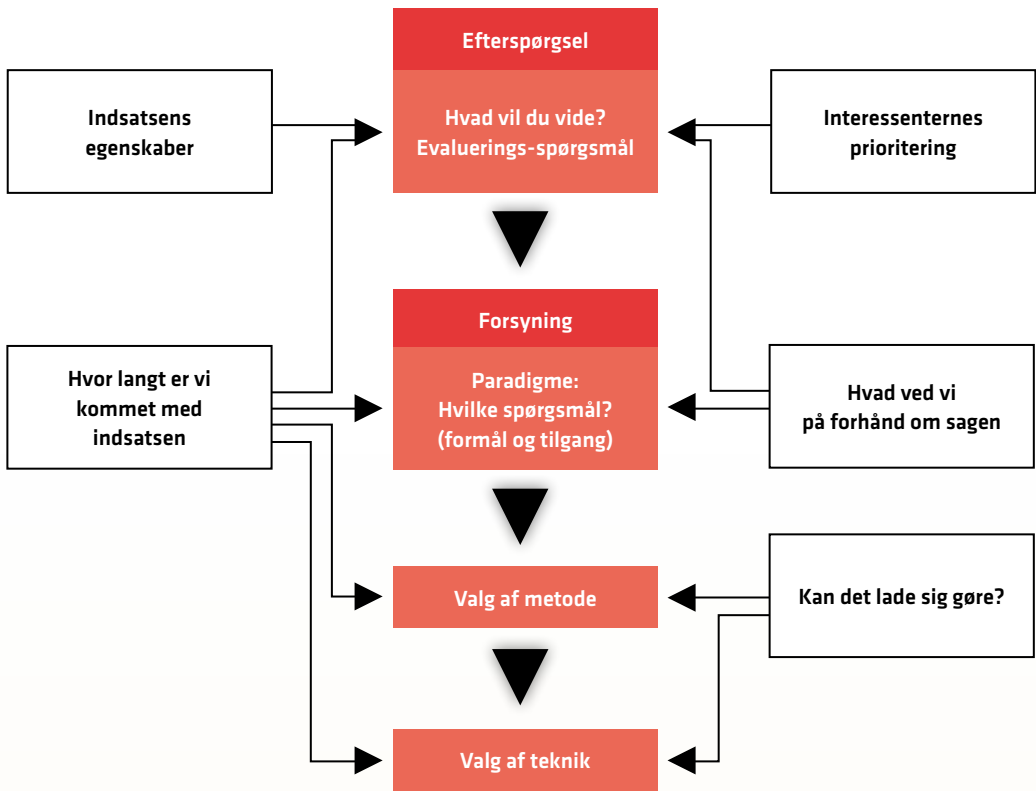 Efterspørgsel
Indsatsens
egenskaber
Hvad vil du vide?
Evaluerings-spørgsmål
Interessenternes
prioritering
Forsyning
Hvor langt er vi
kommet med
indsatsen
Paradigme:
Hvilke spørgsmål?
(formål og tilgang)
Hvad ved vi
på forhånd om sagen
Valg af metode
Kan det lade sig gøre?
Valg af teknik